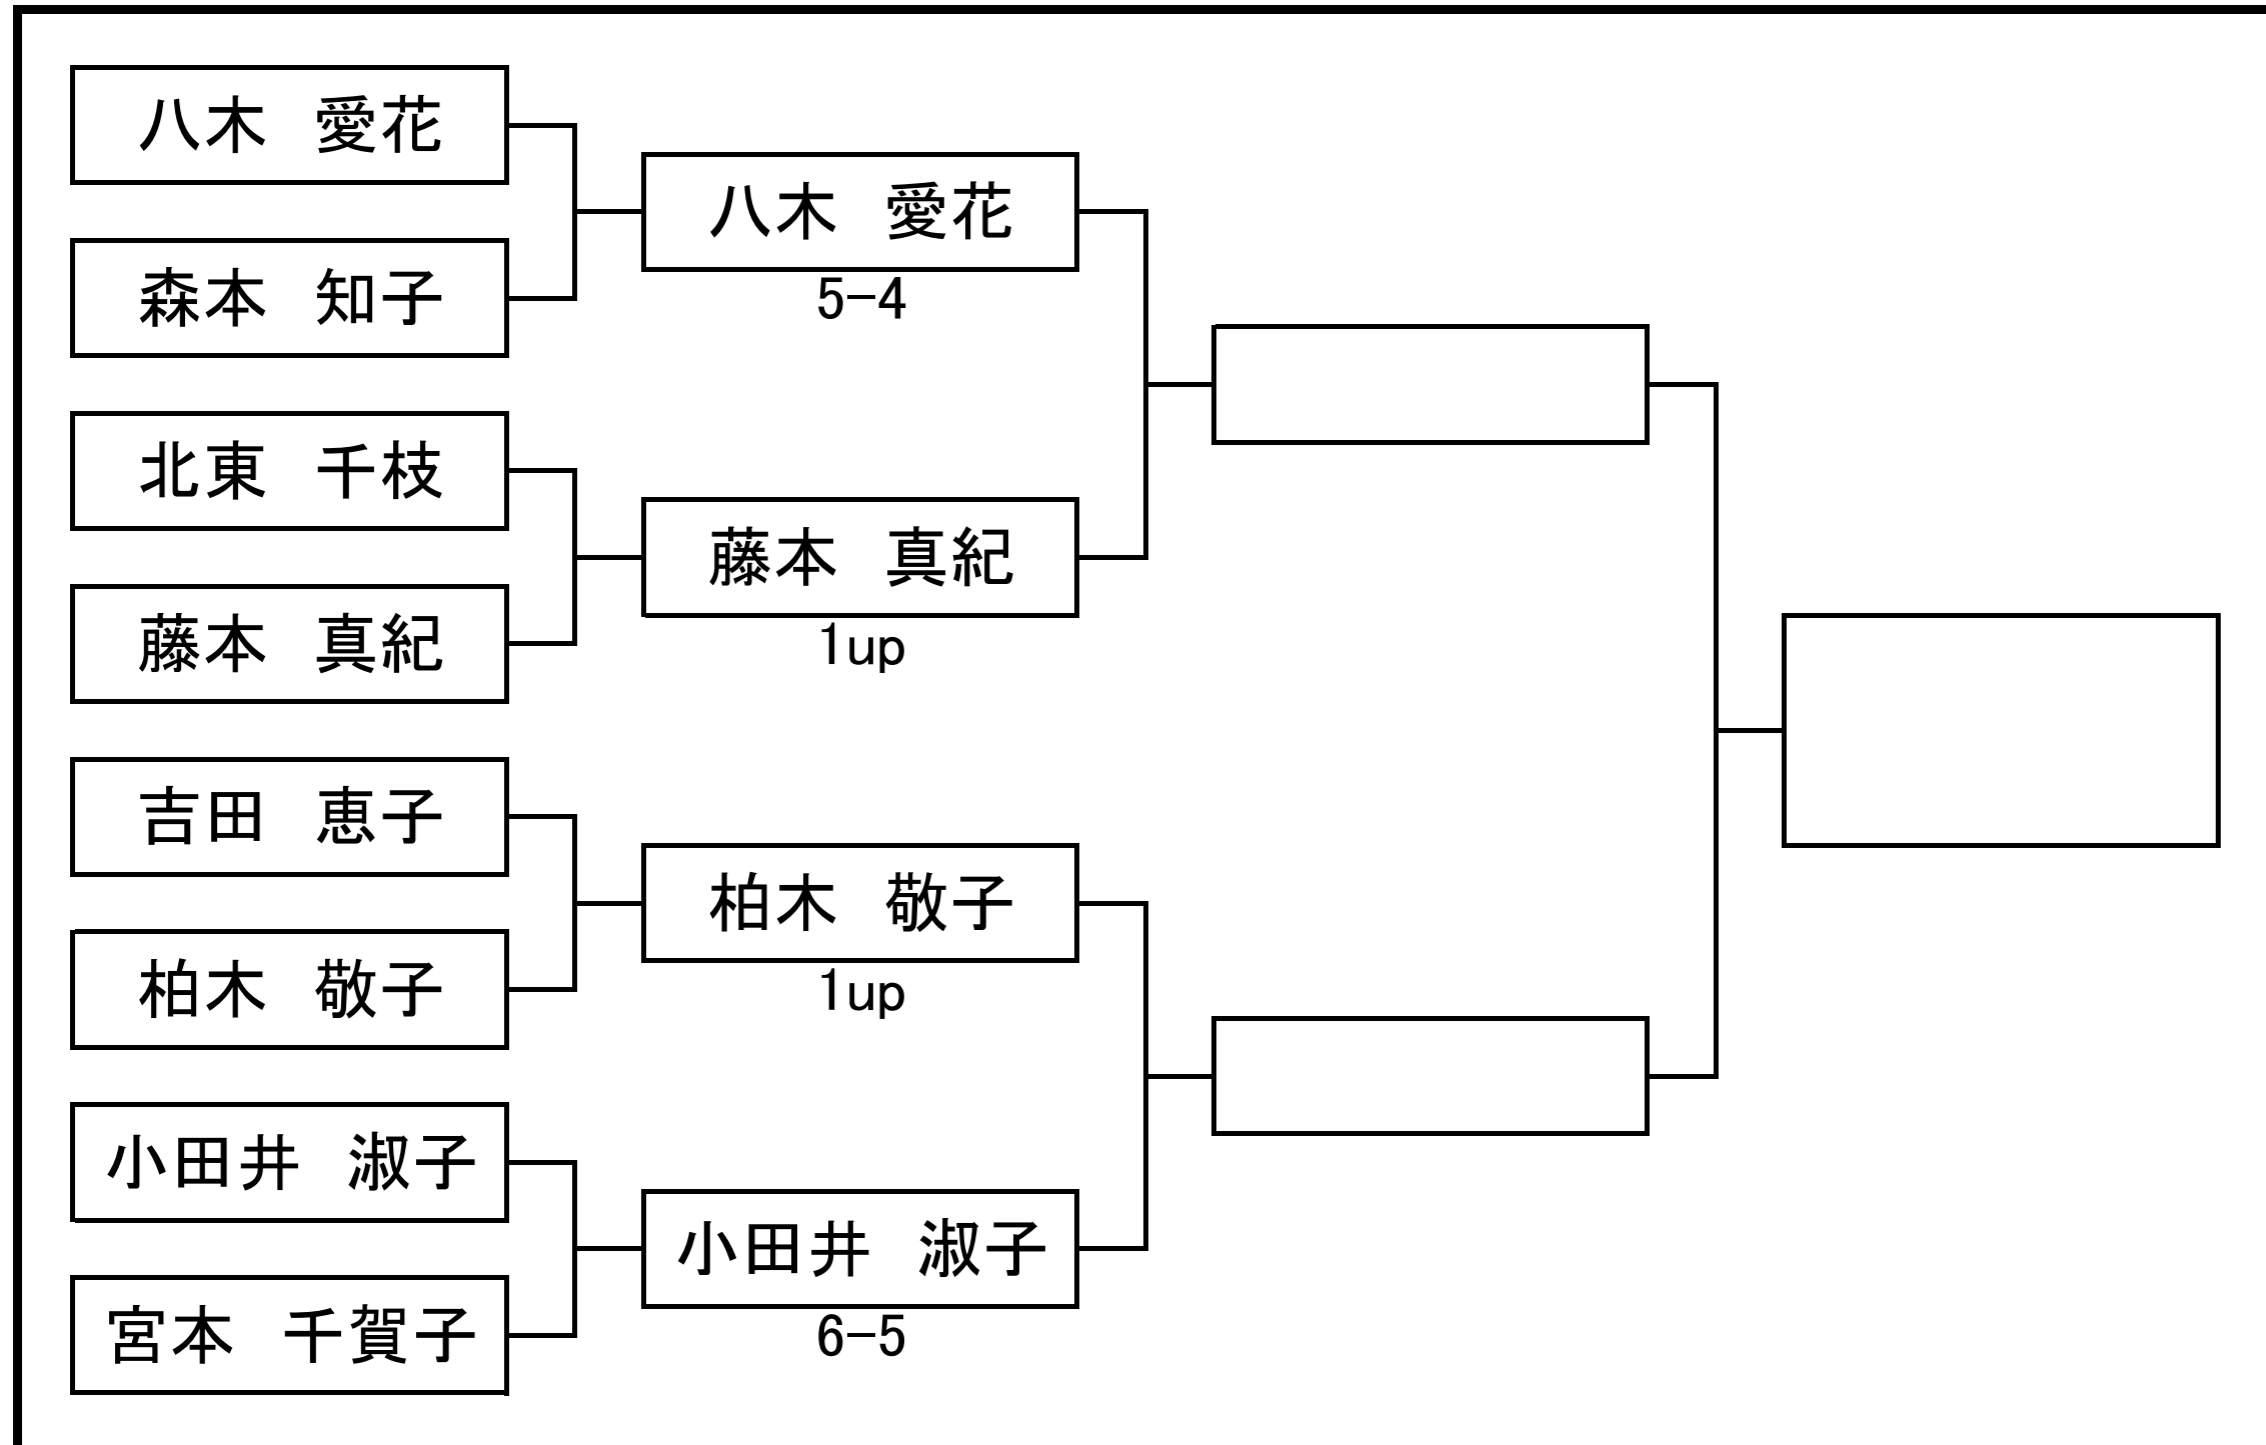 八木　愛花
森本　知子
北東　千枝
藤本　真紀
吉田　恵子
柏木　敬子
小田井　淑子
宮本　千賀子
八木　愛花
5-4
藤本　真紀
1up
柏木　敬子
1up
小田井　淑子
6-5